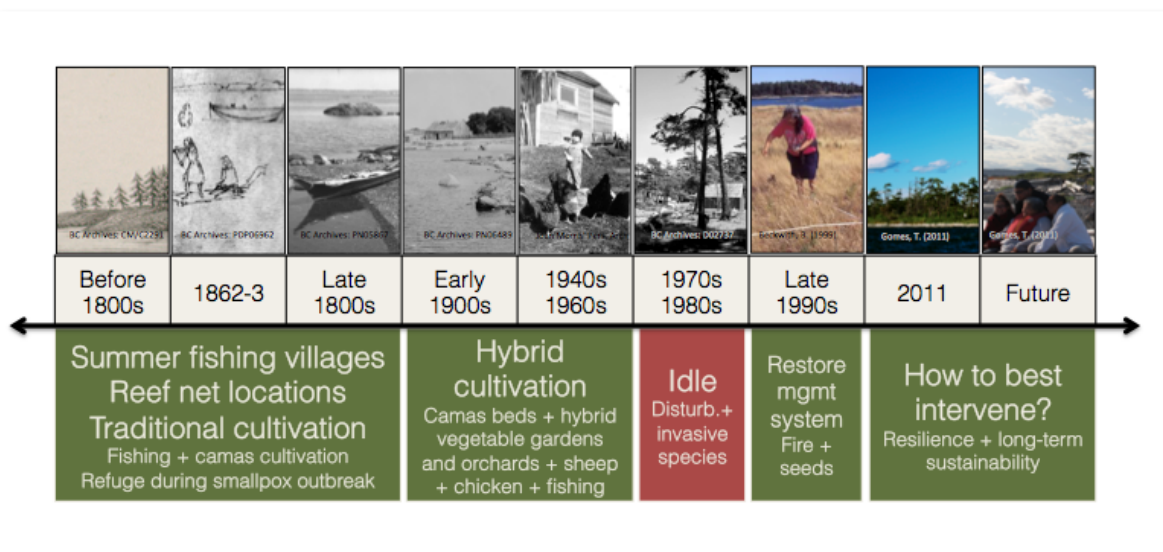 BC Archives: CM/C2291
BC Archives: PDP06962
BC Archives: PN05897
BC Archives: PN06489
BC Archives: D02737
Beckwith, B. (1999)
Gomes, T. (2011)
Gomes, T. (2011)
Before
1800s
1862-3
Late
1800s
Early
1900s
1940s
1960s
1970s
1980s
Late
1990s
2011
Future
Summer fishing villages
Reef net locations
Traditional cultivation
Fishing + camas cultivation
Refuge during smallpox outbreak
Hybrid
cultivation
Camas beds + hybrid
vegetable gardens
and orchards + sheep
+ chicken + fishing
Idle
Disturb.+
invasive
species
Restore
mgmt
system
Fire +
seeds
How to best
intervene?
Resilience + long-term
sustainability